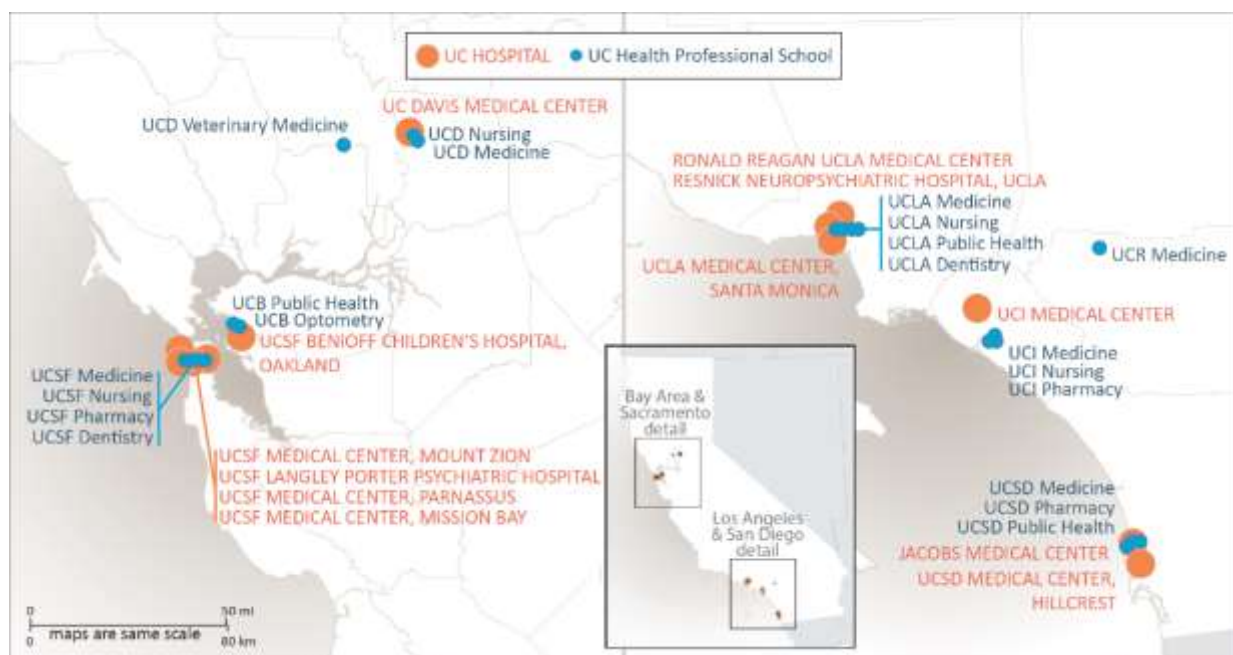 UC HOSPITAL
UC Health Professional School
UC DAVIS MEDICAL CENTER
UCD Veterinary Medicine
UCD Nursing
UCD Medicine
UCB Public Health
UCB Optometry
UCSF BENIOFF CHILDREN'S HOSPITAL,
OAKLAND
UCSF Medicine
UCSF Nursing
UCSF Pharmacy
UCSF Dentistry
UCSF MEDICAL CENTER, MOUNT ZION
UCSF LANGLEY PORTER PSYCHIATRIC HOSPITAL
UCSF MEDICAL CENTER, PARNASSUS
UCSF MEDICAL CENTER, MISSION BAY
0 50 mi
maps are same scale
0 80 km
RONALD REAGAN UCLA MEDICAL CENTER
RESNICK NEUROPSYCHIATRIC HOSPITAL, UCLA
UCLA Medicine
UCLA Nursing
UCLA Public Health
UCLA Dentistry
UCLA MEDICAL CENTER,
SANTA MONICA
UCR Medicine
UCI MEDICAL CENTER
UCI Medicine
UCI Nursing
UCI Pharmacy
Bay Area &
Sacramento
detail
Los Angeles
& San Diego
detail
UCSD Medicine
UCSD Pharmacy
UCSD Public Health
JACOBS MEDICAL CENTER
UCSD MEDICAL CENTER,
HILLCREST